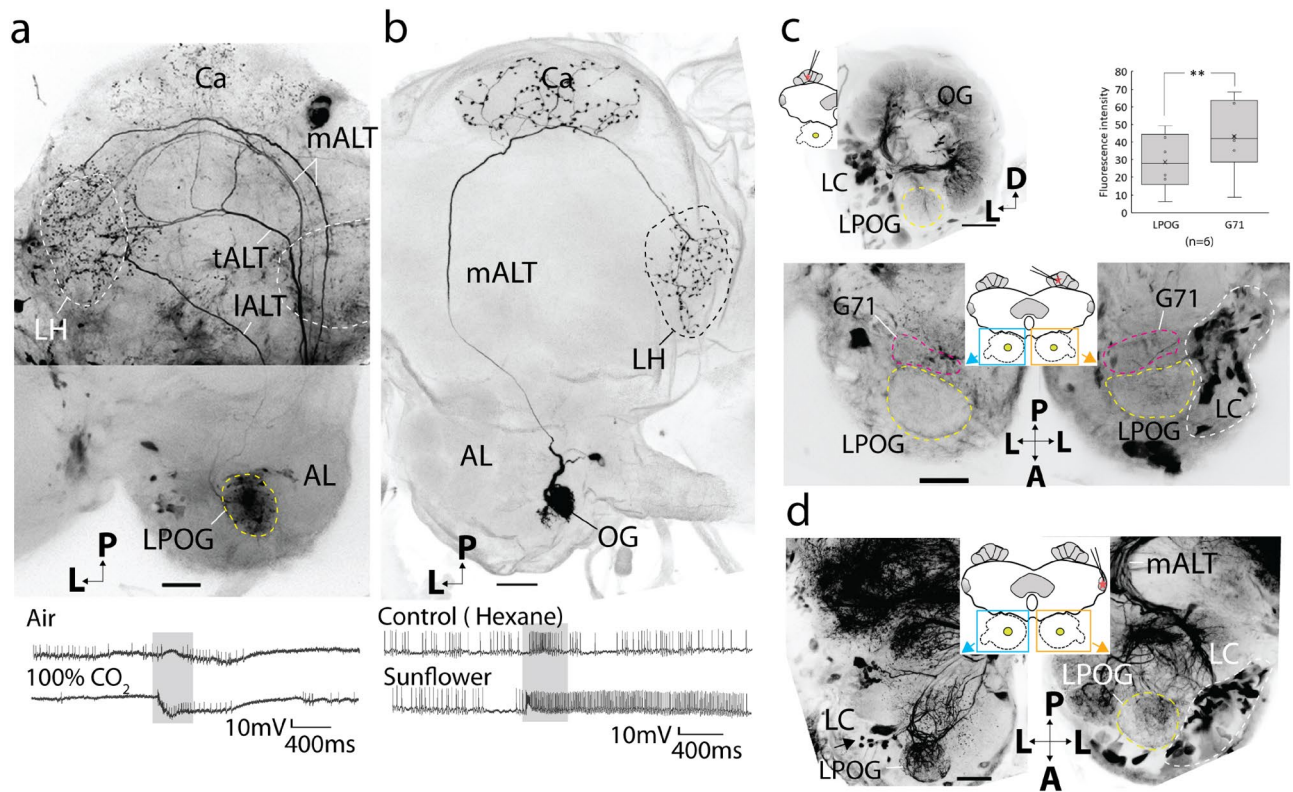 a
Ca
mALT
tALT
lALT
LH
AL
LPOG
P
L
Air
100% CO2
10mV
400ms
b
Ca
mALT
LH
AL
OG
P
L
Control ( Hexane)
Sunflower
10mV
400ms
c
OG
LC
LPOG
D
L
80
70
60
50
40
30
20
10
0
Fluorescence intensity
**
LPOG G71
(n=6)
G71
LPOG
G71
LPOG
LC
P
L L
A
d
LC
LPOG
mALT
LC
LPOG
P
L L
A